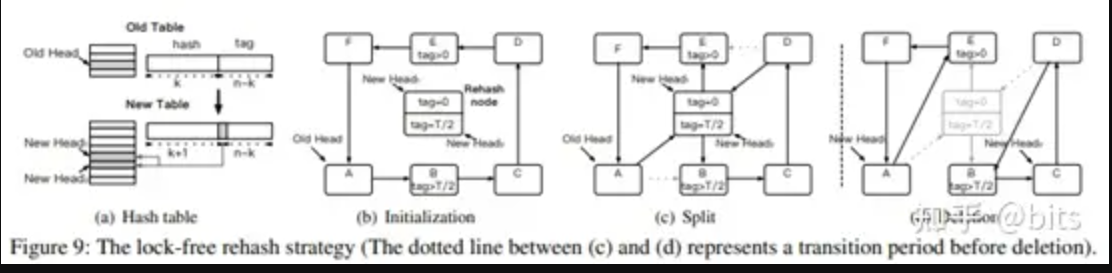 Old Table
hash tag
Old Head
k n-k
New Table
New Head
k+1 n-k
New Head
(a) Hash table
F E D
tag>0
New Head
Rehash node
tag=0
tag=T/2
Old Head
New Head
A B C
tag>T/2
(b) Initialization
F E D
tag>0
New Head
tag=0
tag=T/2
Old Head
New Head
A B C
tag>T/2
(c) Split
F E D
tag>0
tag=0
tag=T/2
New Head
New Head
A B C
tag>T/2
知乎 @bits
Figure 9: The lock-free rehash strategy (The dotted line between (c) and (d) represents a transition period before deletion).